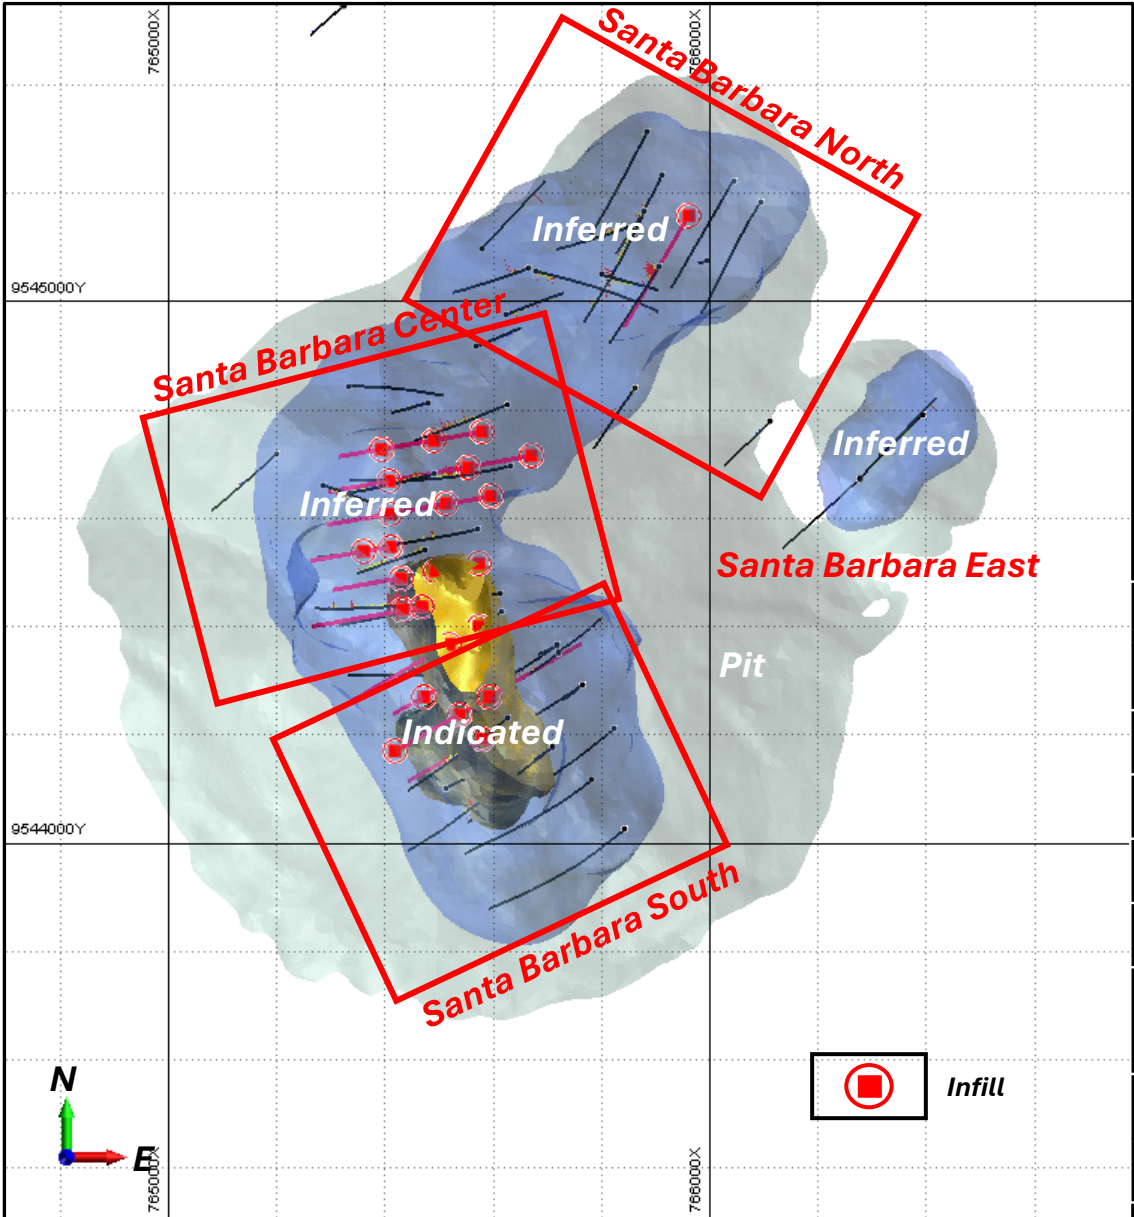 765000X
766000X
Santa Barbara North
Inferred
9545000Y
Santa Barbara Center
Inferred
Inferred
Santa Barbara East
Pit
Indicated
9544000Y
Santa Barbara South
N
E
Infill
765000X
766000X